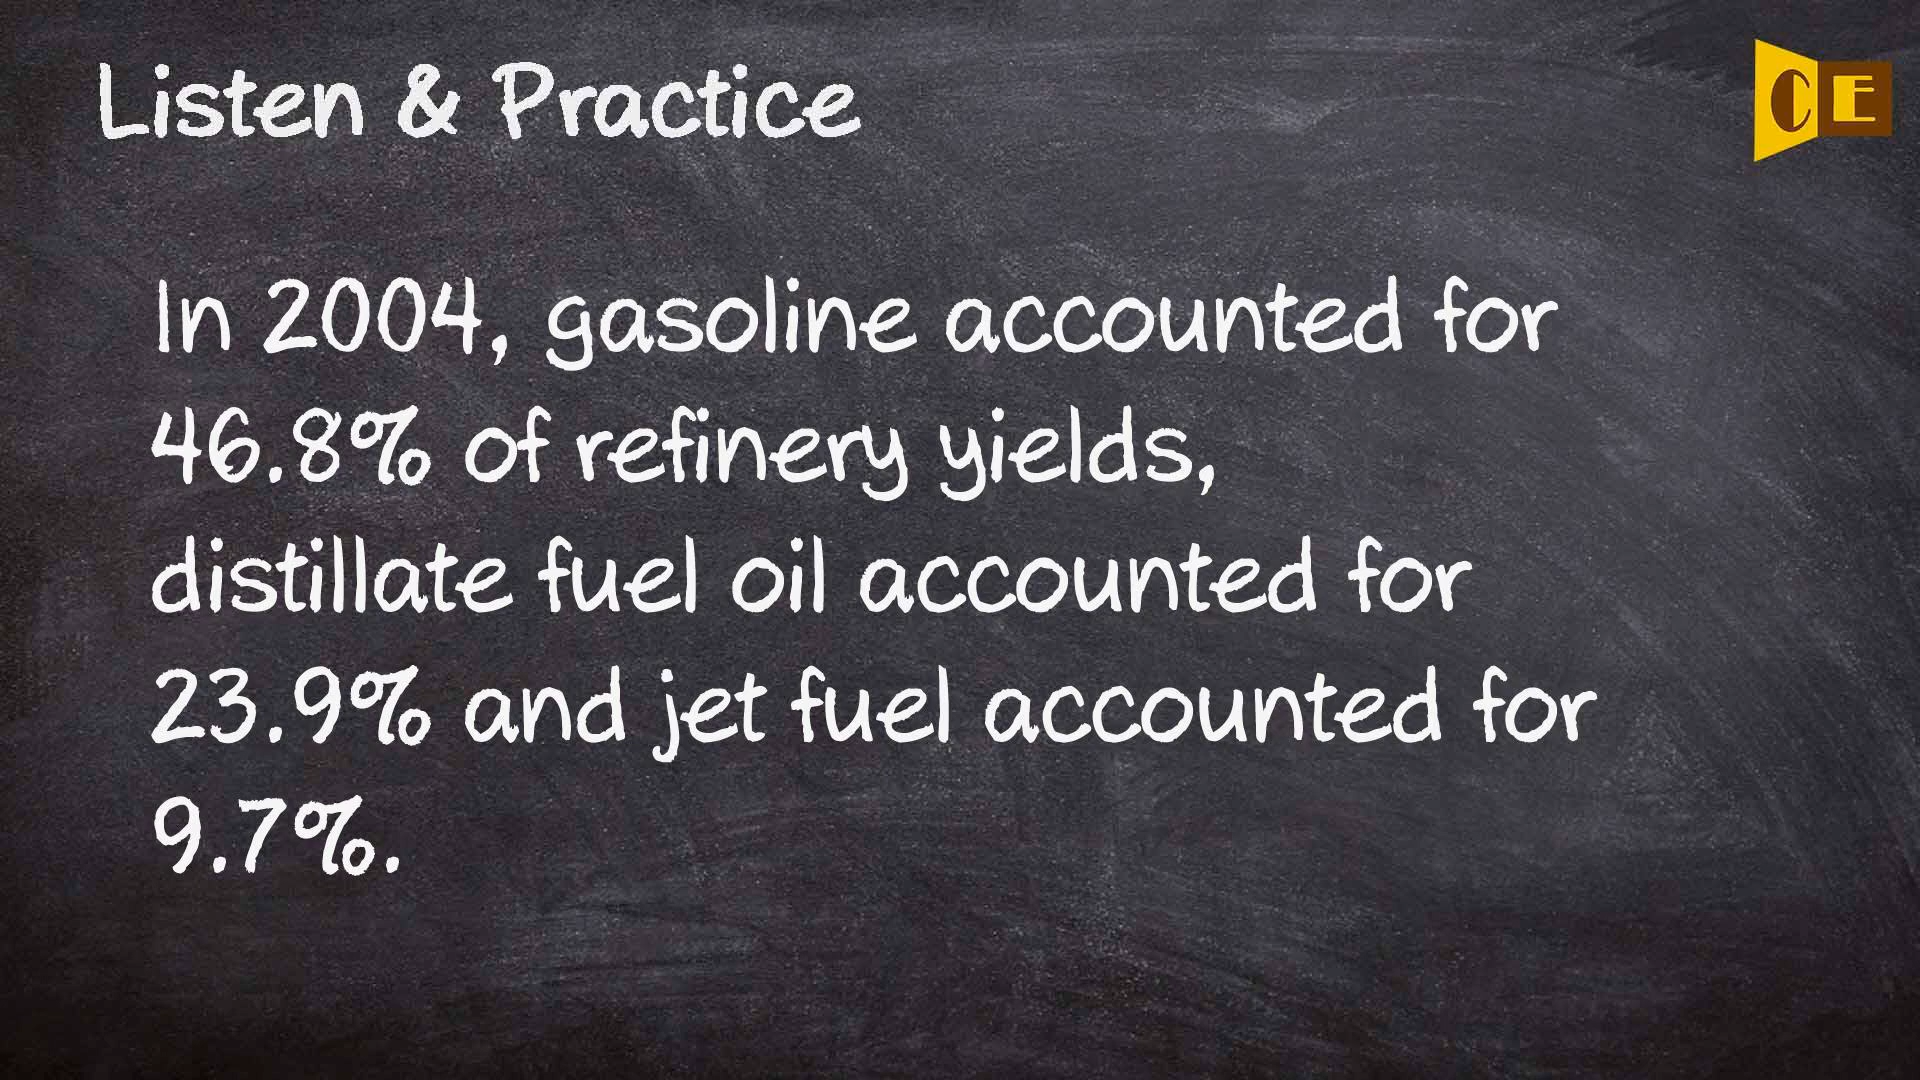 Listen & Practice
CE
In 2004, gasoline accounted for
46.8% of refinery yields,
distillate fuel oil accounted for
23.9% and jet fuel accounted for
9.7%.